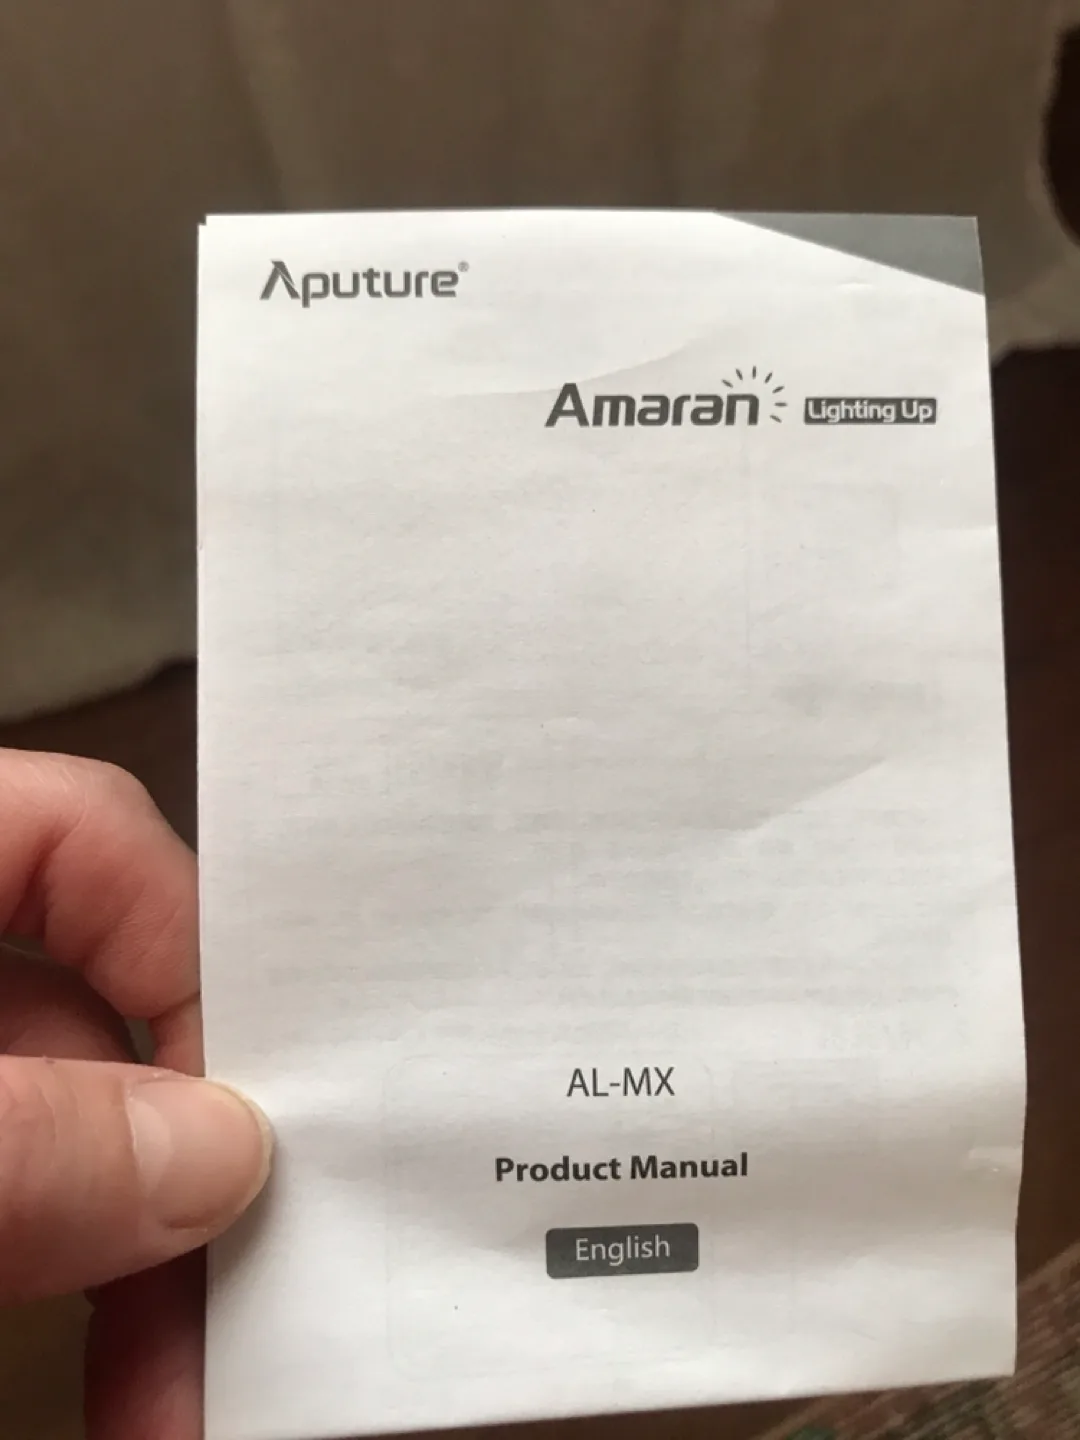 Aputure®
Amaran Lighting Up
AL-MX
Product Manual
English